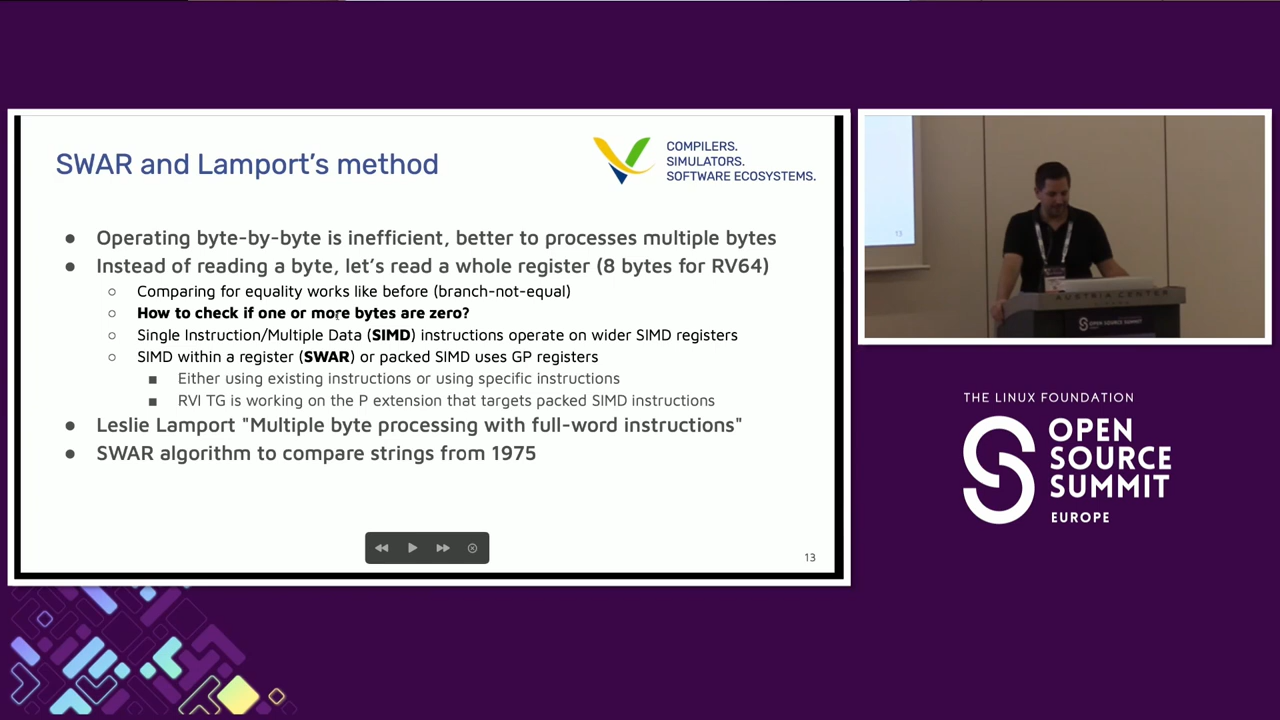 SWAR and Lamport's method
COMPILERS.
SIMULATORS.
SOFTWARE ECOSYSTEMS.
● Operating byte-by-byte is inefficient, better to processes multiple bytes
● Instead of reading a byte, let's read a whole register (8 bytes for RV64)
○ Comparing for equality works like before (branch-not-equal)
○ How to check if one or more bytes are zero?
○ Single Instruction/Multiple Data (SIMD) instructions operate on wider SIMD registers
○ SIMD within a register (SWAR) or packed SIMD uses GP registers
■ Either using existing instructions or using specific instructions
■ RVI TG is working on the P extension that targets packed SIMD instructions
● Leslie Lamport "Multiple byte processing with full-word instructions"
● SWAR algorithm to compare strings from 1975
13
AUSTRIA CENTER
OPEN SOURCE SUMMIT
THE LINUX FOUNDATION
OPEN
SOURCE
SUMMIT
EUROPE